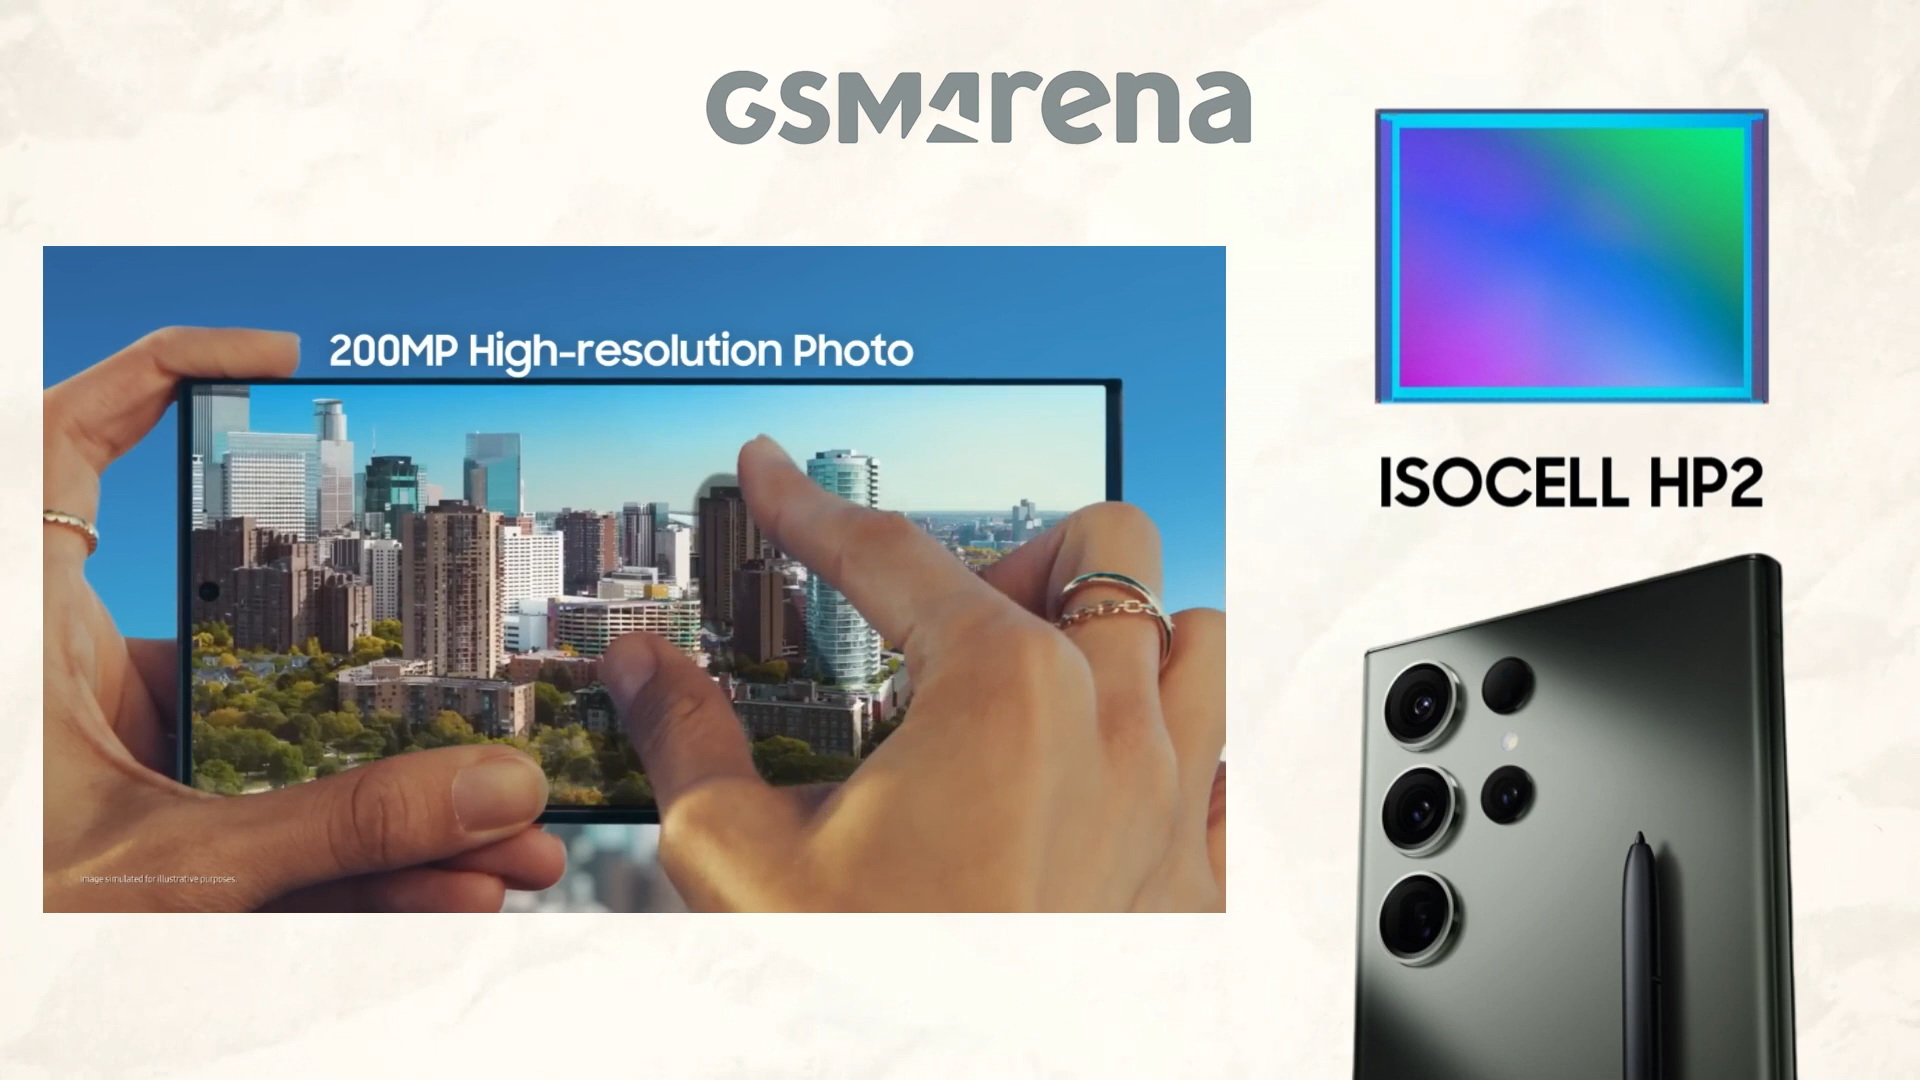 GSMArena
200MP High-resolution Photo
Image simulated for illustrative purposes.
ISOCELL HP2